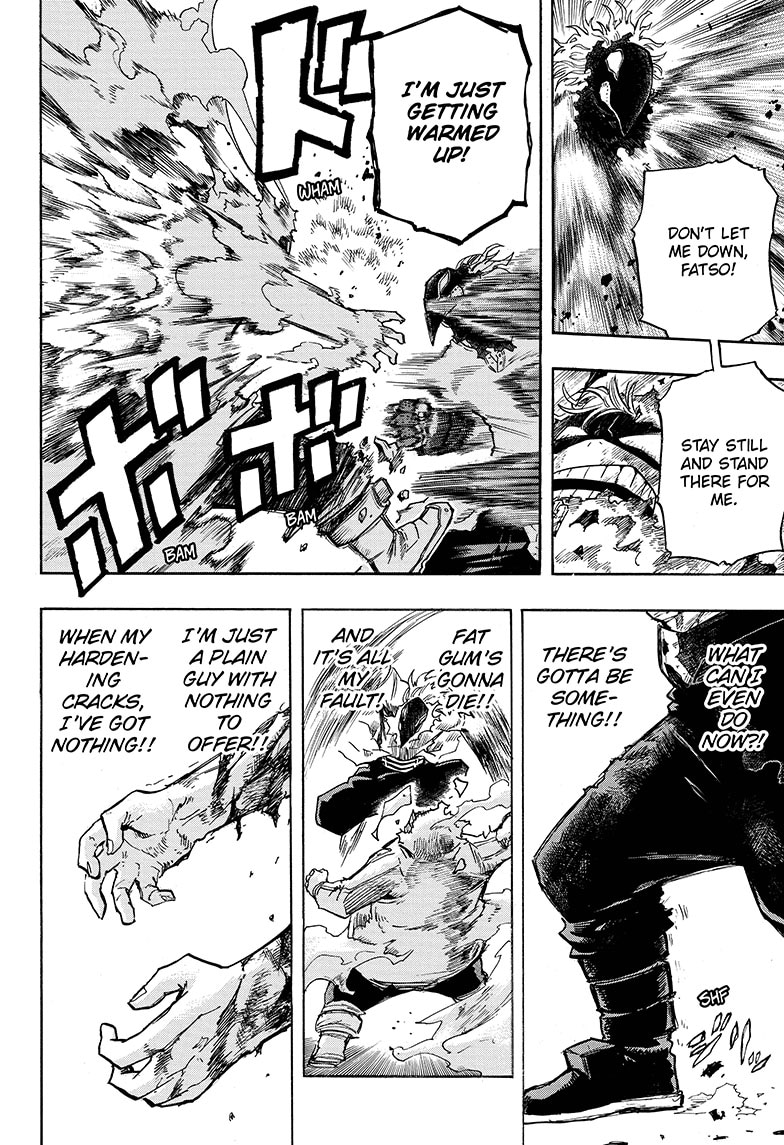 DON'T LET
ME DOWN,
FATSO!
STAY STILL
AND STAND
THERE FOR
ME.
I'M JUST
GETTING
WARMED
UP!
ド
WHAM
ボ
BAM
ボ
BAM
WHAT
CAN I
EVEN
DO
NOW?!
THERE'S
GOTTA BE
SOME-
THING!!
SHF
FAT
GUM'S
GONNA
DIE!!
AND
IT'S ALL
MY
FAULT!
I'M JUST
A PLAIN
GUY WITH
NOTHING
TO
OFFER!!
WHEN MY
HARDEN-
ING
CRACKS,
I'VE GOT
NOTHING!!